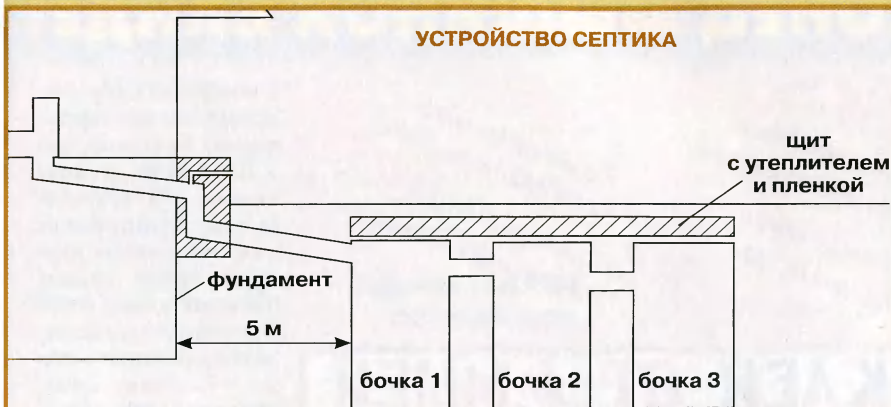 УСТРОЙСТВО СЕПТИКА
щит
с утеплителем
и пленкой
фундамент
5 м
бочка 1
бочка 2
бочка 3